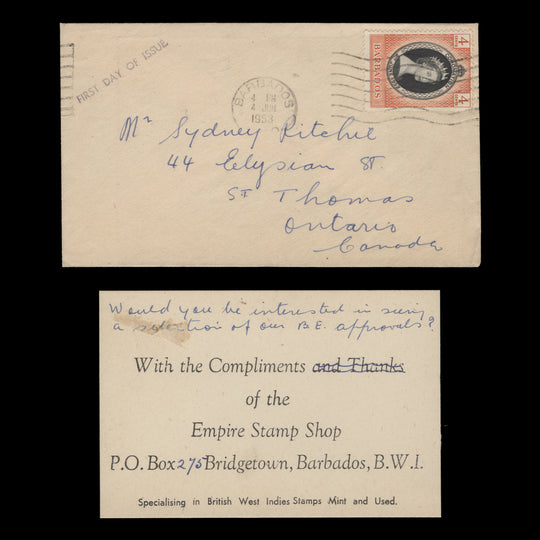 FIRST DAY OF ISSUE
BARBADOS
4 PM
4 JUN
1953
4
BARBADOS
4
Mr Sydney Ritchie
44 Elysian St.
St Thomas
Ontario
Canada
Would you be interested in seeing
a selection of our B.E. approvals?
With the Compliments and Thanks
of the
Empire Stamp Shop
P.O. Box 275 Bridgetown, Barbados, B.W.I.
Specialising in British West Indies Stamps Mint and Used.